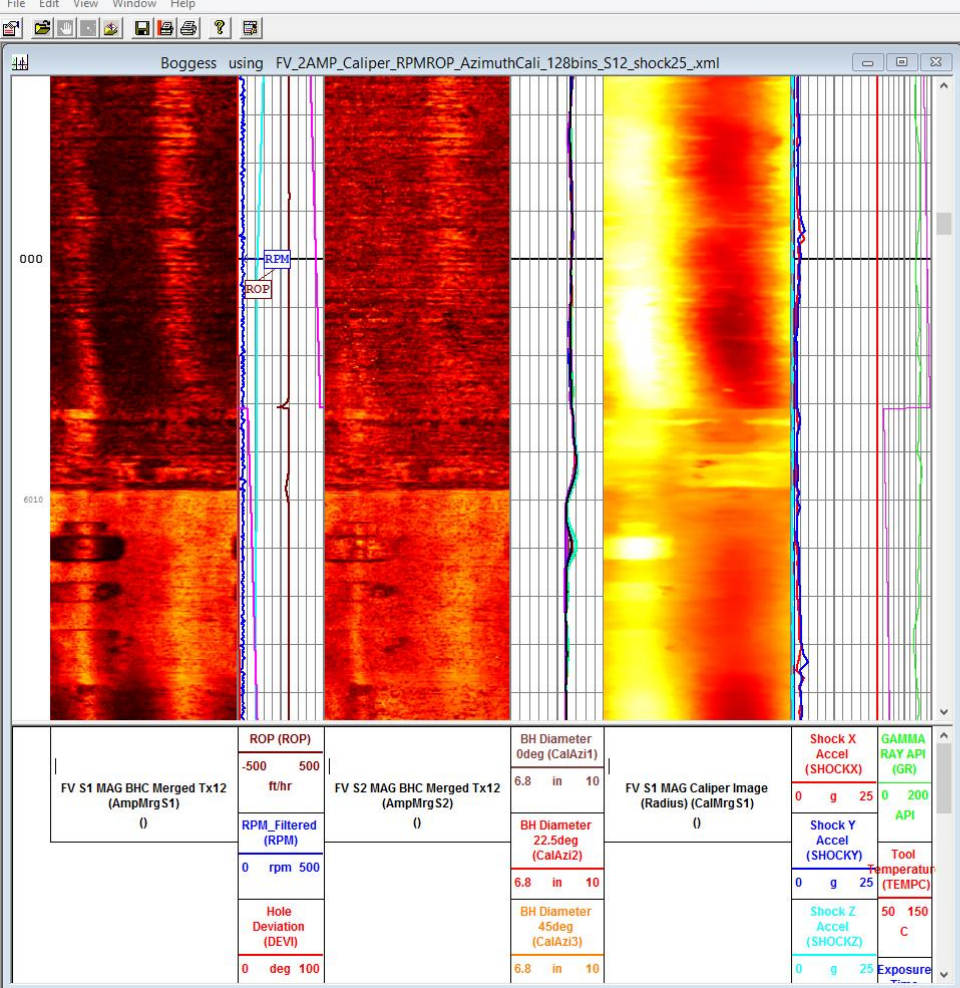 File Edit View Window Help
Boggess using FV_2AMP_Caliper_RPMROP_AzimuthCali_128bins_S12_shock25_.xml
000
RPM
ROP
6010
FV S1 MAG BHC Merged Tx12
(AmpMrgS1)
()
ROP (ROP)
-500 500
ft/hr
RPM_Filtered
(RPM)
0 rpm 500
Hole
Deviation
(DEVI)
0 deg 100
FV S2 MAG BHC Merged Tx12
(AmpMrgS2)
()
BH Diameter
0deg (CalAzi1)
6.8 in 10
BH Diameter
22.5deg
(CalAzi2)
6.8 in 10
BH Diameter
45deg
(CalAzi3)
6.8 in 10
FV S1 MAG Caliper Image
(Radius) (CalMrgS1)
()
Shock X
Accel
(SHOCKX)
0 g 25
Shock Y
Accel
(SHOCKY)
0 g 25
Shock Z
Accel
(SHOCKZ)
0 g 25
GAMMA
RAY API
(GR)
0 200
API
Tool
Temperatur
(TEMPC)
50 150
C
Exposure